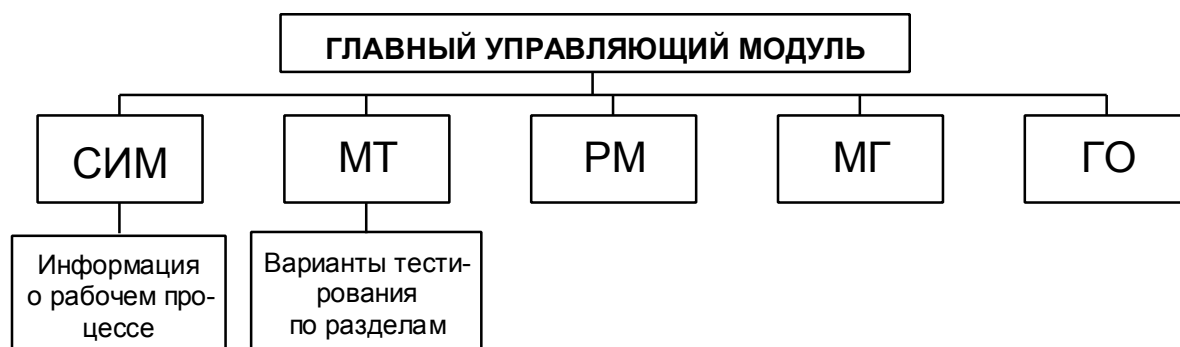 ГЛАВНЫЙ УПРАВЛЯЮЩИЙ МОДУЛЬ
СИМ
МТ
РМ
МГ
ГО
Информация
о рабочем про-
цессе
Варианты тести-
рования
по разделам